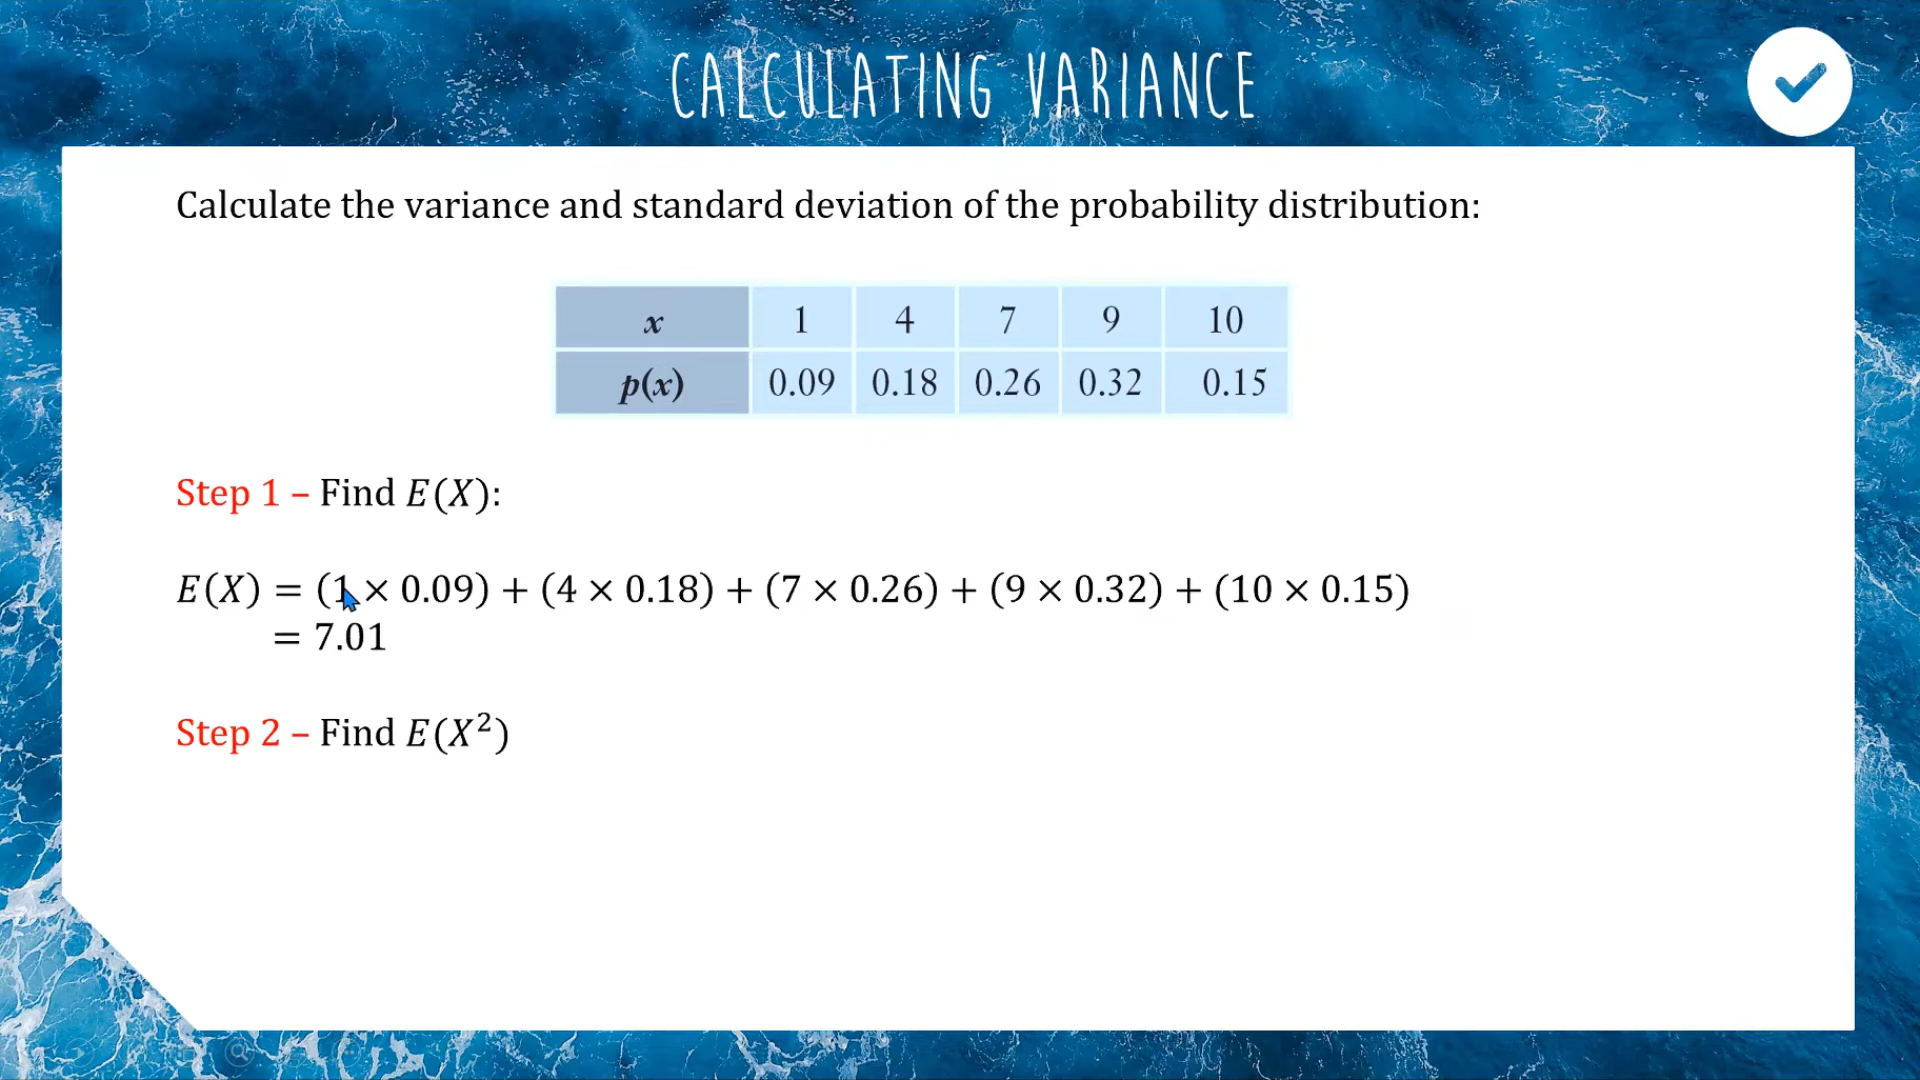 CALCULATING VARIANCE
Calculate the variance and standard deviation of the probability distribution:
x 1 4 7 9 10
p(x) 0.09 0.18 0.26 0.32 0.15
Step 1 – Find E(X):
E(X) = (1 × 0.09) + (4 × 0.18) + (7 × 0.26) + (9 × 0.32) + (10 × 0.15)
= 7.01
Step 2 – Find E(X²)